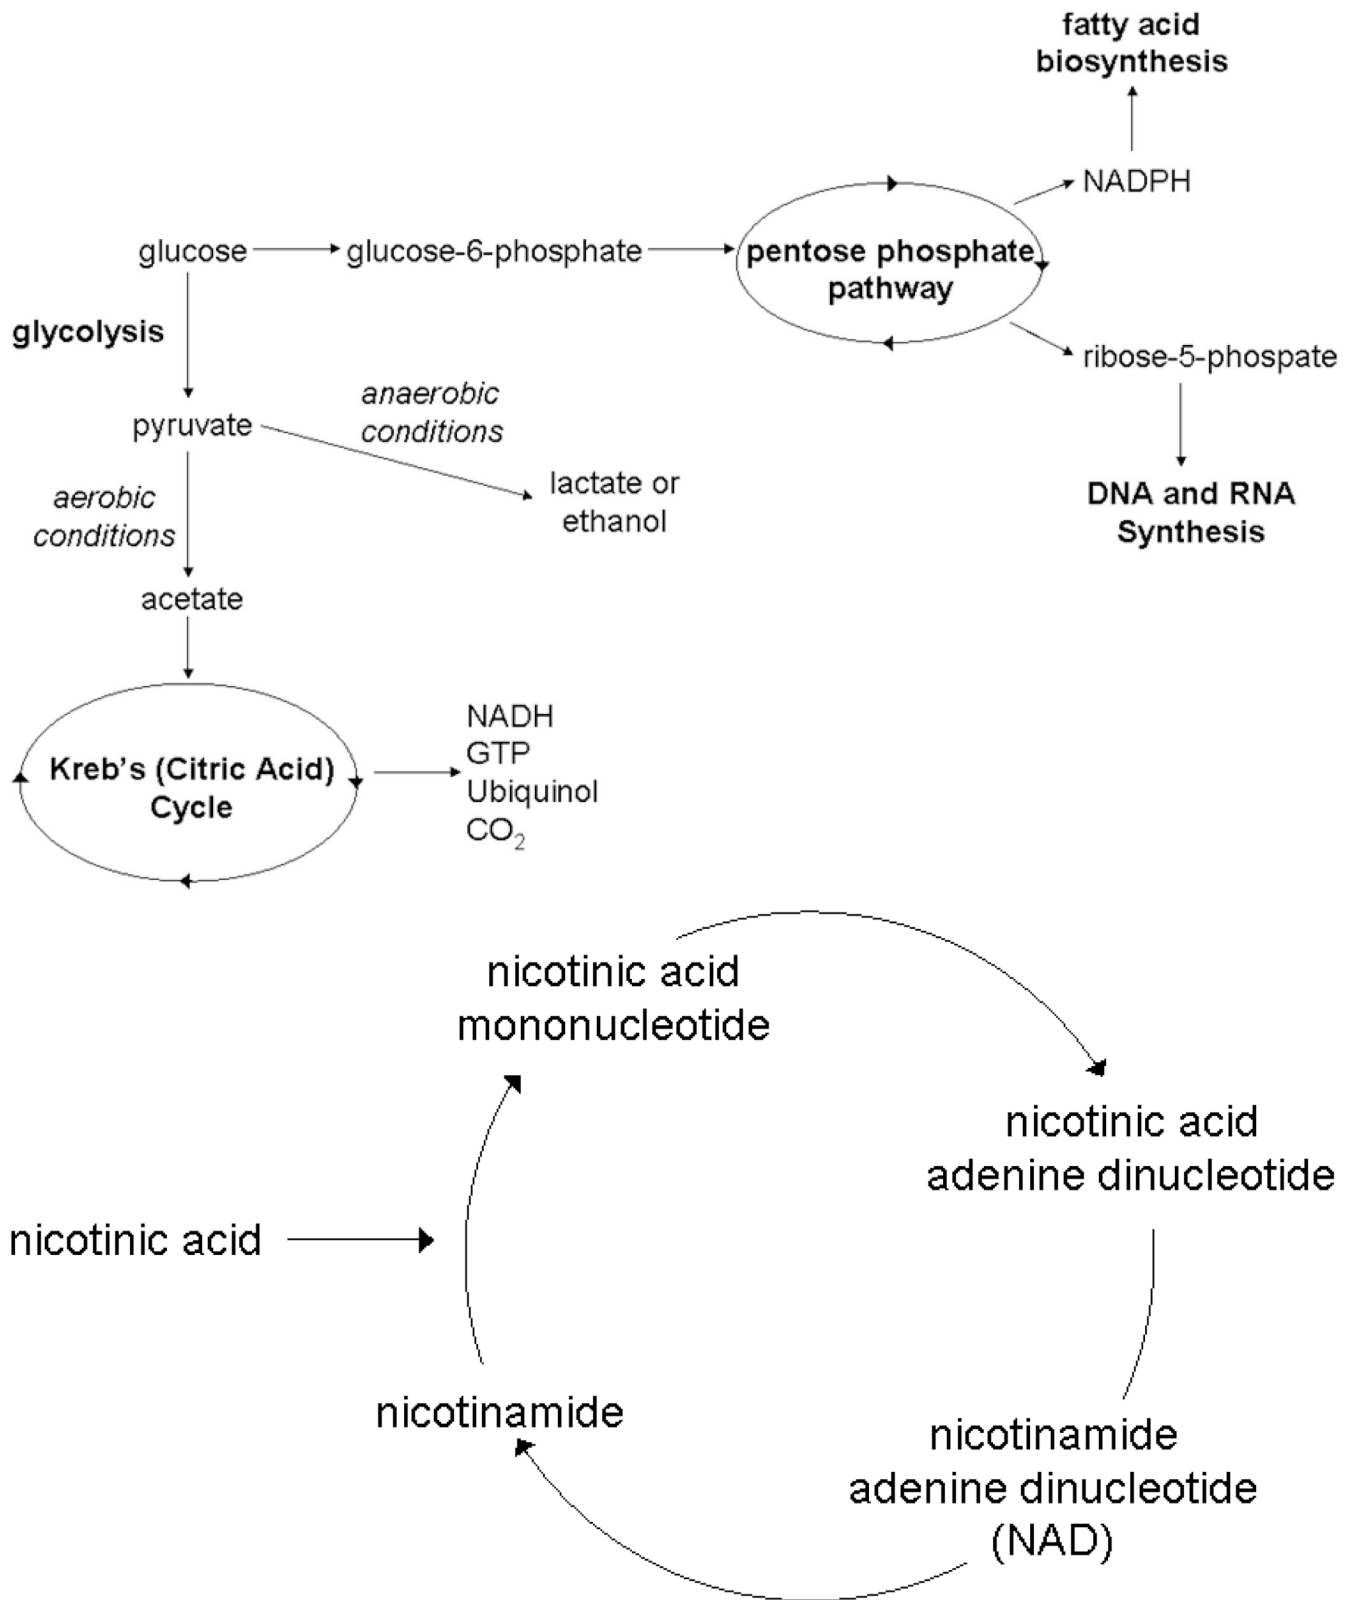 fatty acid
biosynthesis
NADPH
glucose
glucose-6-phosphate
pentose phosphate
pathway
glycolysis
ribose-5-phospate
anaerobic
conditions
pyruvate
lactate or
ethanol
aerobic
conditions
DNA and RNA
Synthesis
acetate
NADH
GTP
Ubiquinol
CO₂
Kreb's (Citric Acid)
Cycle
nicotinic acid
mononucleotide
nicotinic acid
adenine dinucleotide
nicotinic acid
nicotinamide
nicotinamide
adenine dinucleotide
(NAD)